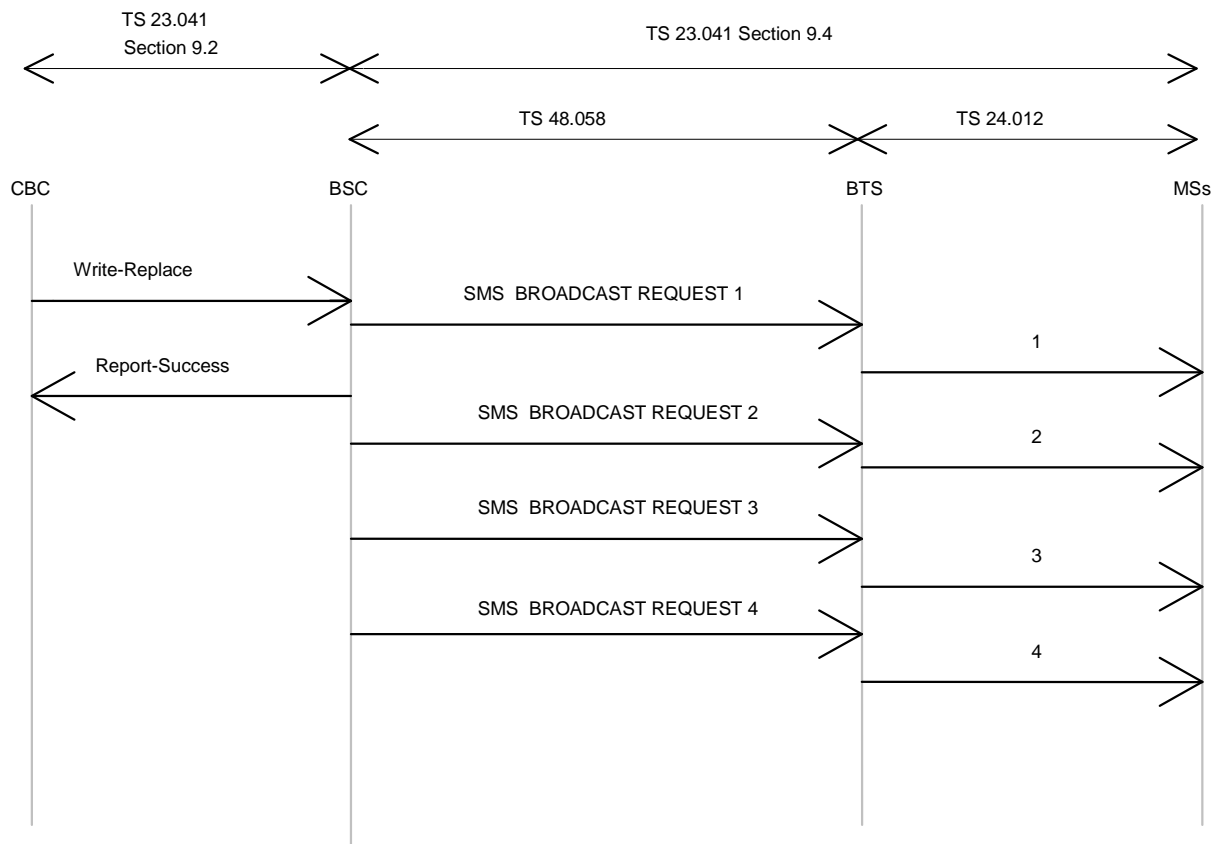 TS 23.041
Section 9.2
TS 23.041 Section 9.4
TS 48.058
TS 24.012
CBC
BSC
BTS
MSs
Write-Replace
SMS BROADCAST REQUEST 1
1
Report-Success
SMS BROADCAST REQUEST 2
2
SMS BROADCAST REQUEST 3
3
SMS BROADCAST REQUEST 4
4